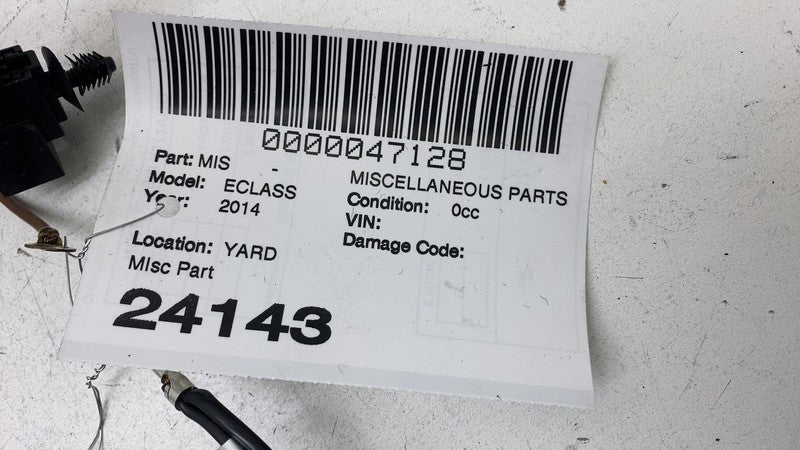 0000047128
Part: MIS - MISCELLANEOUS PARTS
Model: ECLASS Condition: 0cc
Year: 2014 VIN:
Location: YARD Damage Code:
MIsc Part
24143